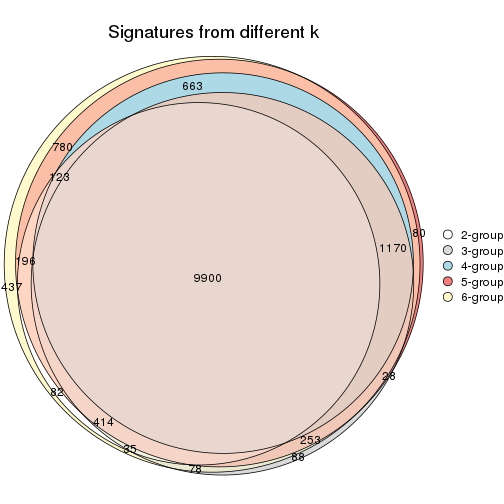 Signatures from different k
663
780
123
80
1170
196
9900
437
28
82
414
253
35
88
78
2-group
3-group
4-group
5-group
6-group